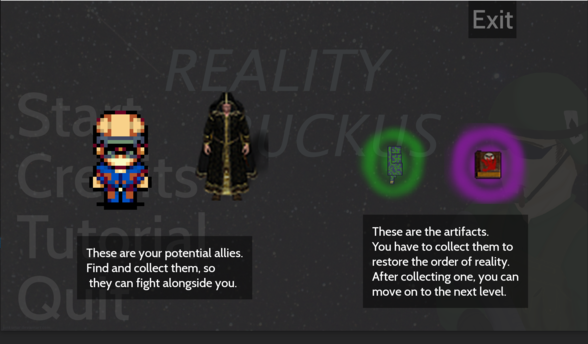 Exit
REALITY
RUCKUS
Start
Credits
Tutorial
Quit
These are your potential allies.
Find and collect them, so
they can fight alongside you.
These are the artifacts.
You have to collect them to
restore the order of reality.
After collecting one, you can
move on to the next level.